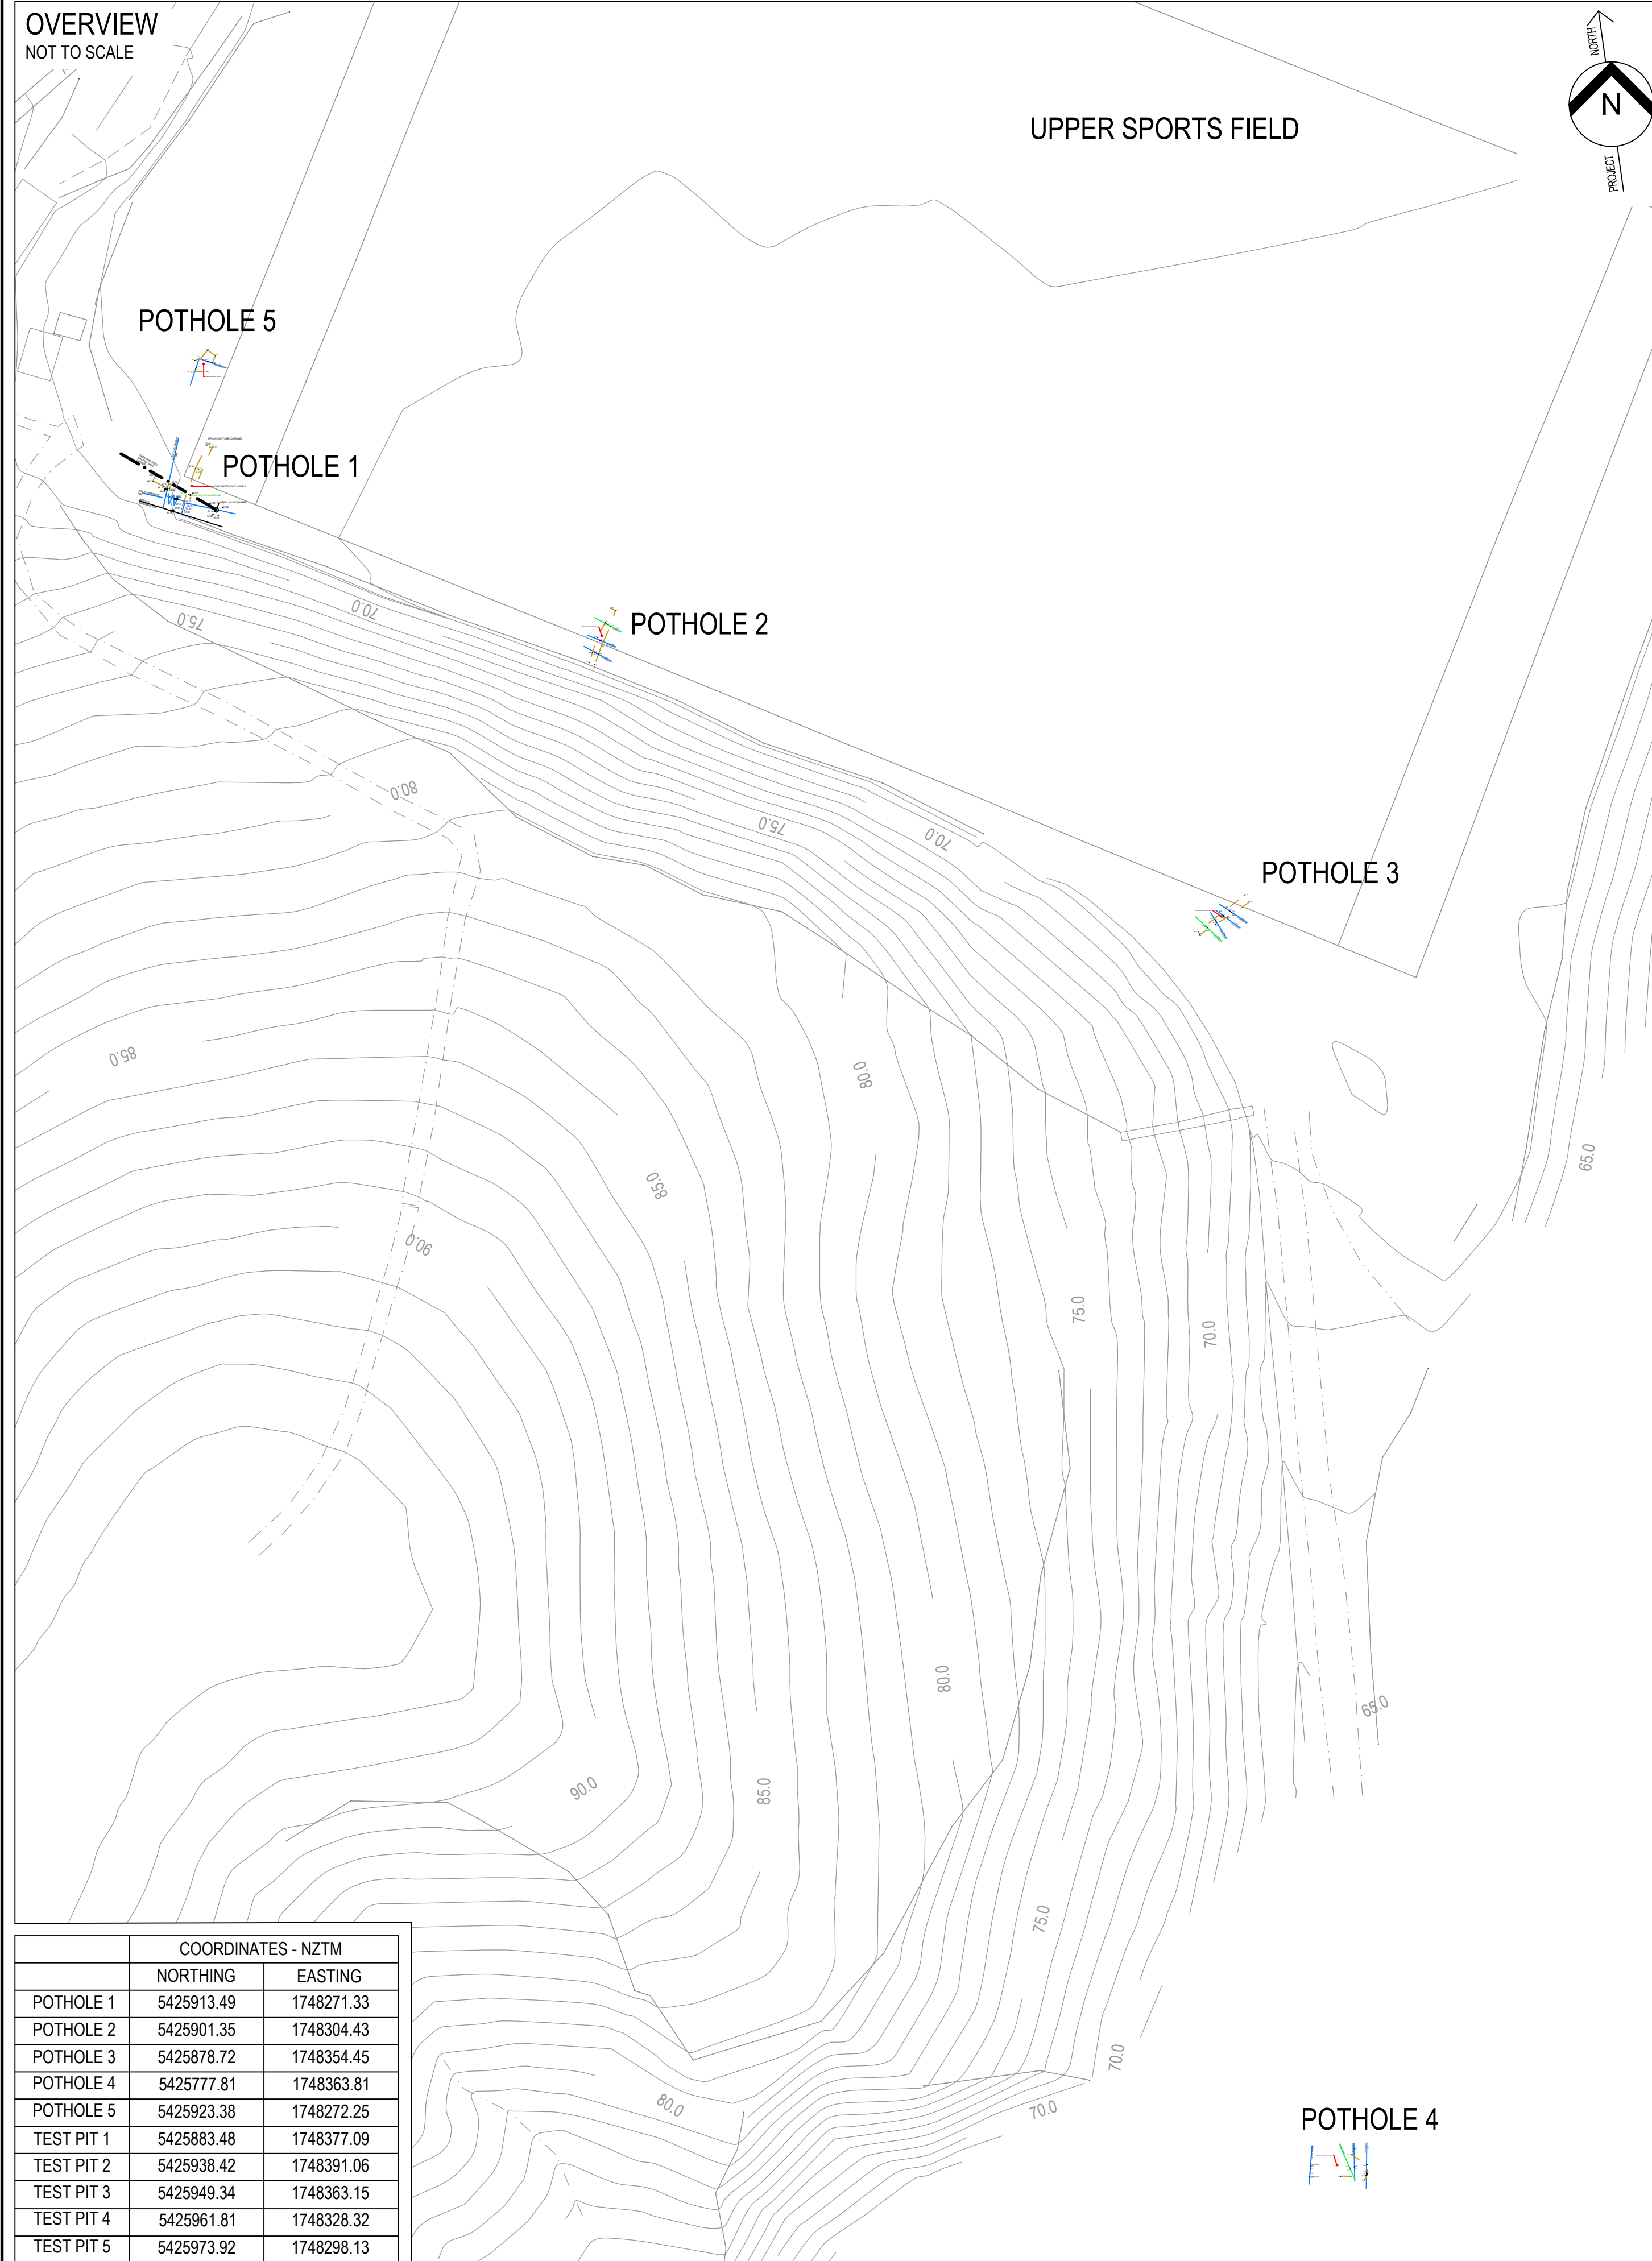 OVERVIEW
NOT TO SCALE
NORTH
N
PROJECT
UPPER SPORTS FIELD
POTHOLE 5
POTHOLE 1
POTHOLE 2
70.0
75.0
80.0
75.0
70.0
POTHOLE 3
85.0
80.0
85.0
65.0
90.0
75.0
70.0
80.0
65.0
90.0
85.0
75.0
70.0
80.0
70.0
POTHOLE 4
COORDINATES - NZTM
NORTHING EASTING
POTHOLE 1 5425913.49 1748271.33
POTHOLE 2 5425901.35 1748304.43
POTHOLE 3 5425878.72 1748354.45
POTHOLE 4 5425777.81 1748363.81
POTHOLE 5 5425923.38 1748272.25
TEST PIT 1 5425883.48 1748377.09
TEST PIT 2 5425938.42 1748391.06
TEST PIT 3 5425949.34 1748363.15
TEST PIT 4 5425961.81 1748328.32
TEST PIT 5 5425973.92 1748298.13